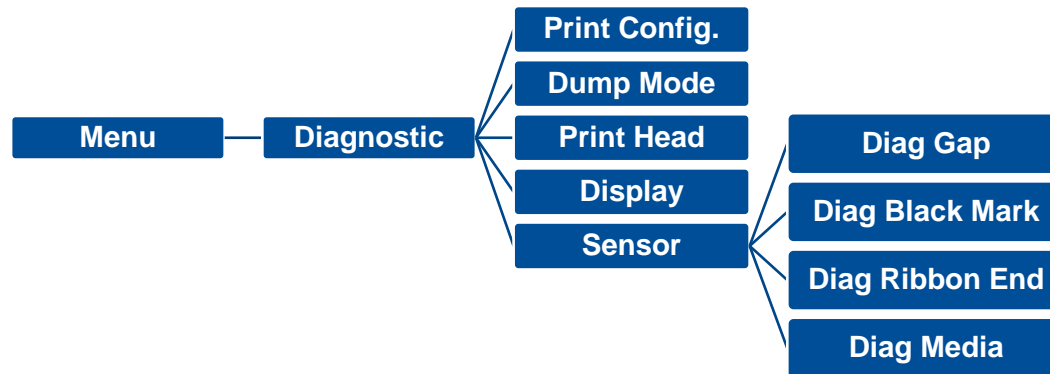 Menu
Diagnostic
Print Config.
Dump Mode
Print Head
Display
Sensor
Diag Gap
Diag Black Mark
Diag Ribbon End
Diag Media